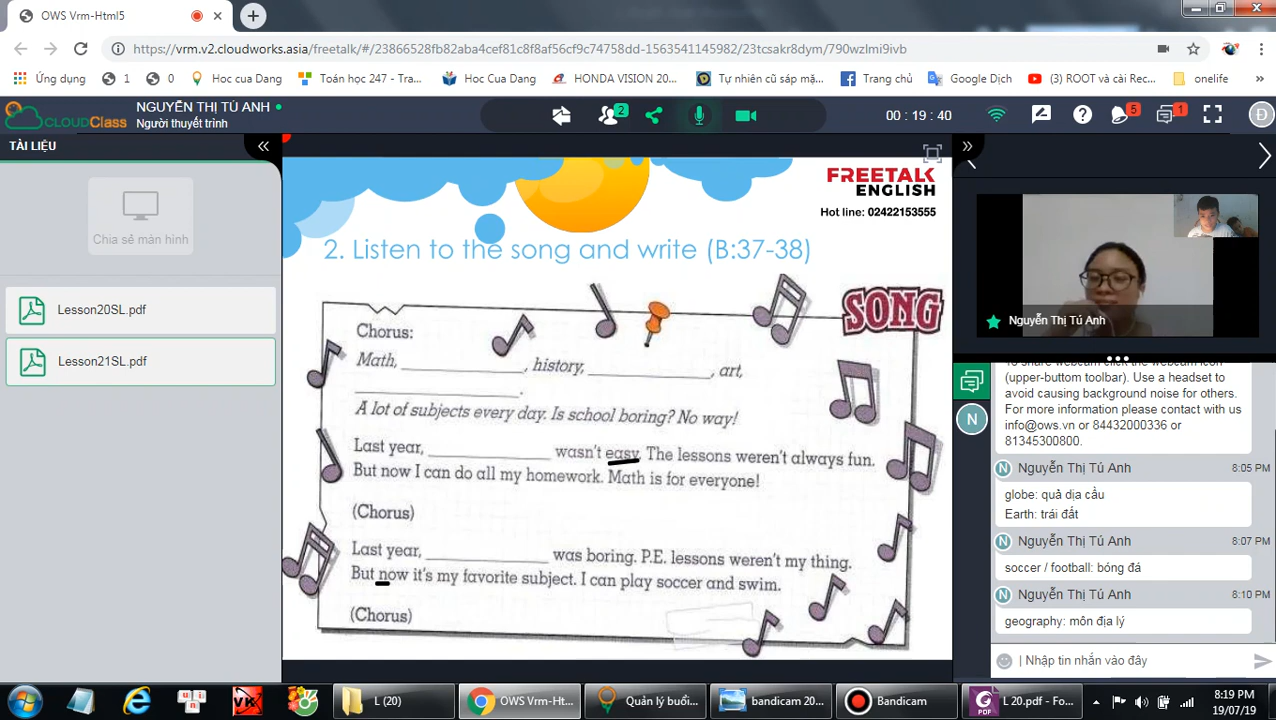 OWS Vrm-Html5
https://vrm.v2.cloudworks.asia/freetalk/#/23866528fb82aba4cef81c8f8af56cf9c74758dd-1563541145982/23tcsakr8dym/790wzlmi9ivb
Ứng dụng
1
0
Hoc cua Dang
Toán học 247 - Tra...
Học Cua Dang
HONDA VISION 20...
Tự nhiên cũ sáp mặ...
Trang chủ
Google Dịch
(3) ROOT và cài Rec...
onelife
»
CLOUDClass
NGUYỄN THỊ TÚ ANH
Người thuyết trình
2
00 : 19 : 40
5
1
Đ
TÀI LIỆU
Chia sẻ màn hình
Lesson20SL.pdf
Lesson21SL.pdf
FREETALK
ENGLISH
Hot line: 02422153555
2. Listen to the song and write (B:37-38)
SONG
Chorus:
Math, ____________, history, ____________, art,
____________.
A lot of subjects every day. Is school boring? No way!
Last year, ____________ wasn't easy. The lessons weren't always fun.
But now I can do all my homework. Math is for everyone!
(Chorus)
Last year, ____________ was boring. P.E. lessons weren't my thing.
But now it's my favorite subject. I can play soccer and swim.
(Chorus)
Nguyễn Thị Tú Anh
To share webcam click the webcam icon
(upper-buttom toolbar). Use a headset to
avoid causing background noise for others.
For more information please contact with us
info@ows.vn or 84432000336 or
81345300800.
N
N Nguyễn Thị Tú Anh 8:05 PM
globe: quả dịa cầu
Earth: trái đất
N Nguyễn Thị Tú Anh 8:07 PM
soccer / football: bóng đá
N Nguyễn Thị Tú Anh 8:10 PM
geography: môn địa lý
Nhập tin nhắn vào đây
L (20)
OWS Vrm-Ht...
Quản lý buổi...
bandicam 20...
Bandicam
L 20.pdf - Fo...
PDF
8:19 PM
19/07/19